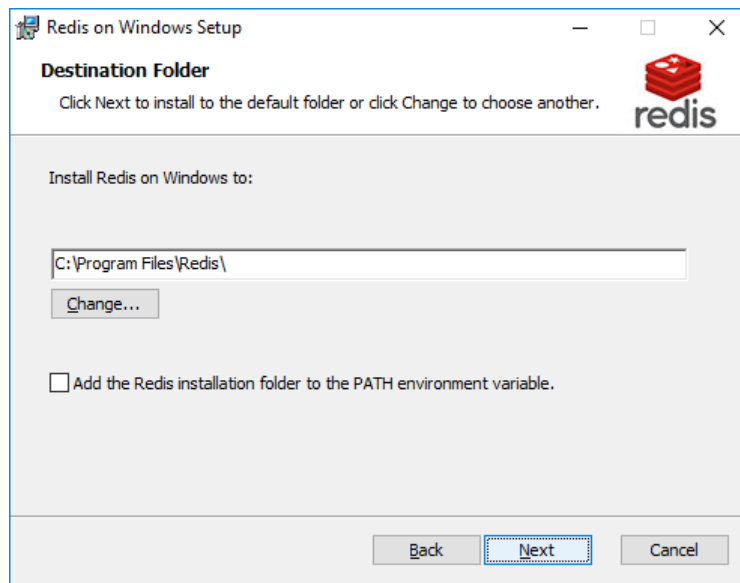 Redis on Windows Setup
Destination Folder
Click Next to install to the default folder or click Change to choose another.
redis
Install Redis on Windows to:
C:\Program Files\Redis\
Change...
Add the Redis installation folder to the PATH environment variable.
Back Next Cancel